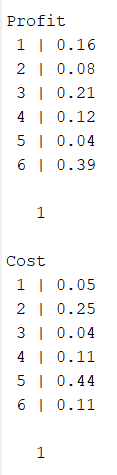 Profit
1 | 0.16
2 | 0.08
3 | 0.21
4 | 0.12
5 | 0.04
6 | 0.39
1
Cost
1 | 0.05
2 | 0.25
3 | 0.04
4 | 0.11
5 | 0.44
6 | 0.11
1